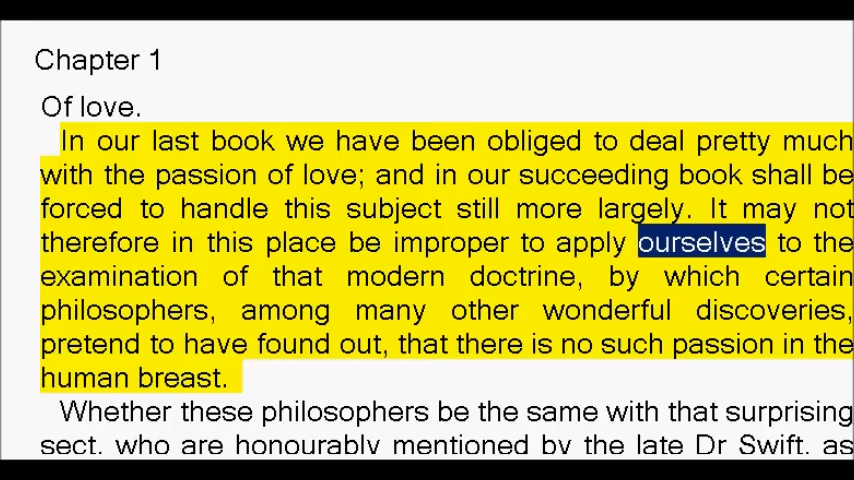 Chapter 1
Of love.
In our last book we have been obliged to deal pretty much
with the passion of love; and in our succeeding book shall be
forced to handle this subject still more largely. It may not
therefore in this place be improper to apply ourselves to the
examination of that modern doctrine, by which certain
philosophers, among many other wonderful discoveries,
pretend to have found out, that there is no such passion in the
human breast.
Whether these philosophers be the same with that surprising
sect, who are honourably mentioned by the late Dr Swift, as